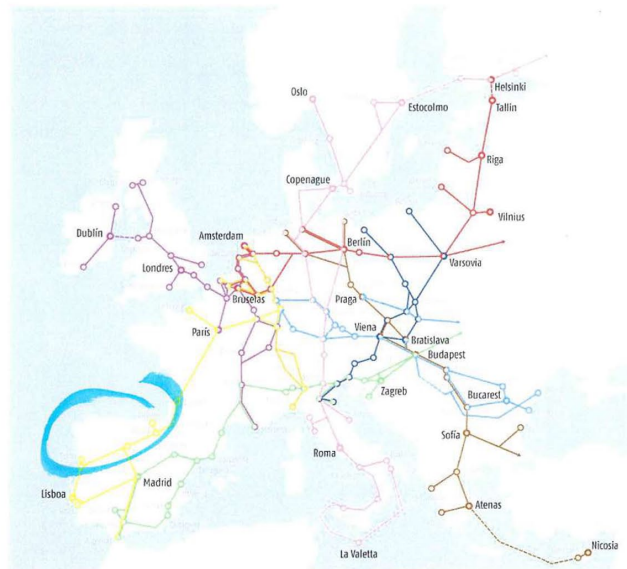 Helsinki
Oslo
Estocolmo
Tallin
Riga
Copenague
Vilnius
Dublín
Amsterdam
Berlín
Varsovia
Londres
Bruselas
Praga
París
Viena
Bratislava
Budapest
Zagreb
Bucarest
Sofía
Roma
Madrid
Lisboa
Atenas
La Valetta
Nicosia